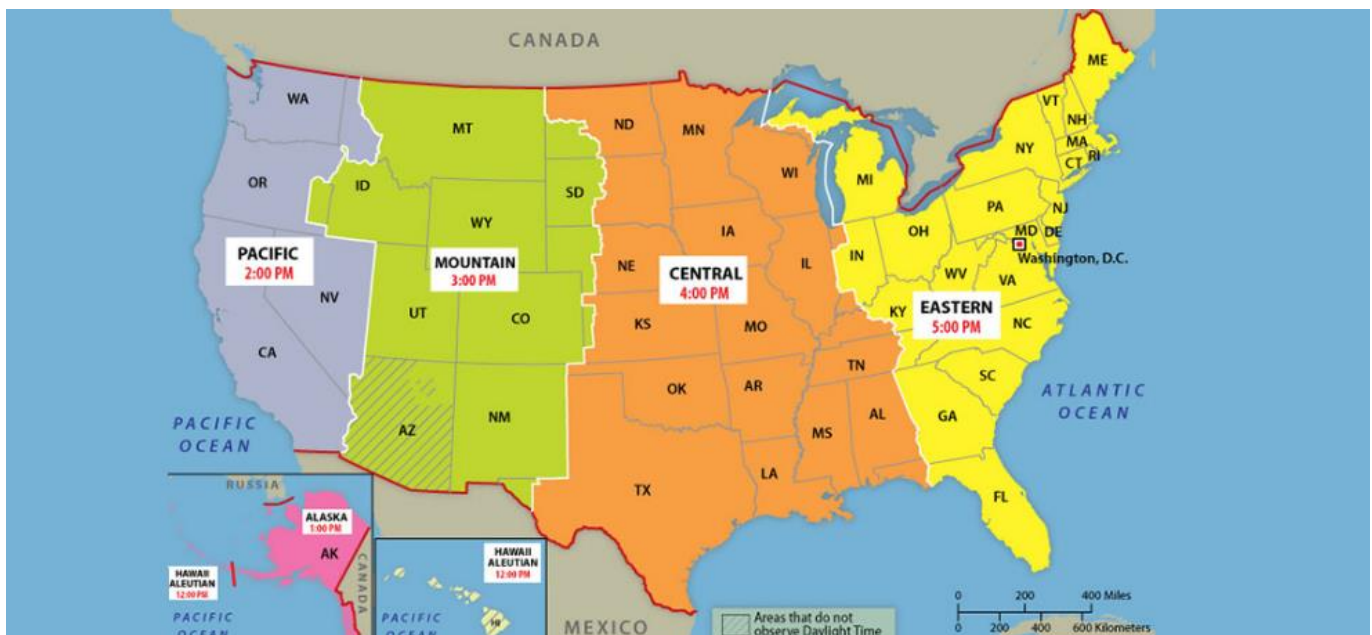 CANADA
ME
WA
VT
MT
ND
MN
NH
MA
NY
CT
RI
OR
ID
SD
WI
MI
WY
PA
NJ
IA
OH
MD
DE
PACIFIC
2:00 PM
MOUNTAIN
3:00 PM
CENTRAL
4:00 PM
NE
IL
IN
WV
Washington, D.C.
VA
NV
UT
CO
KS
MO
KY
EASTERN
5:00 PM
NC
CA
TN
OK
AR
SC
ATLANTIC
OCEAN
PACIFIC
OCEAN
AZ
NM
MS
AL
GA
LA
TX
FL
RUSSIA
ALASKA
1:00 PM
AK
CANADA
HAWAII
ALEUTIAN
12:00 PM
HAWAII
ALEUTIAN
12:00 PM
PACIFIC
OCEAN
PACIFIC
OCEAN
HI
MEXICO
Areas that do not
observe Daylight Time
0 200 400 Miles
0 200 400 600 Kilometers